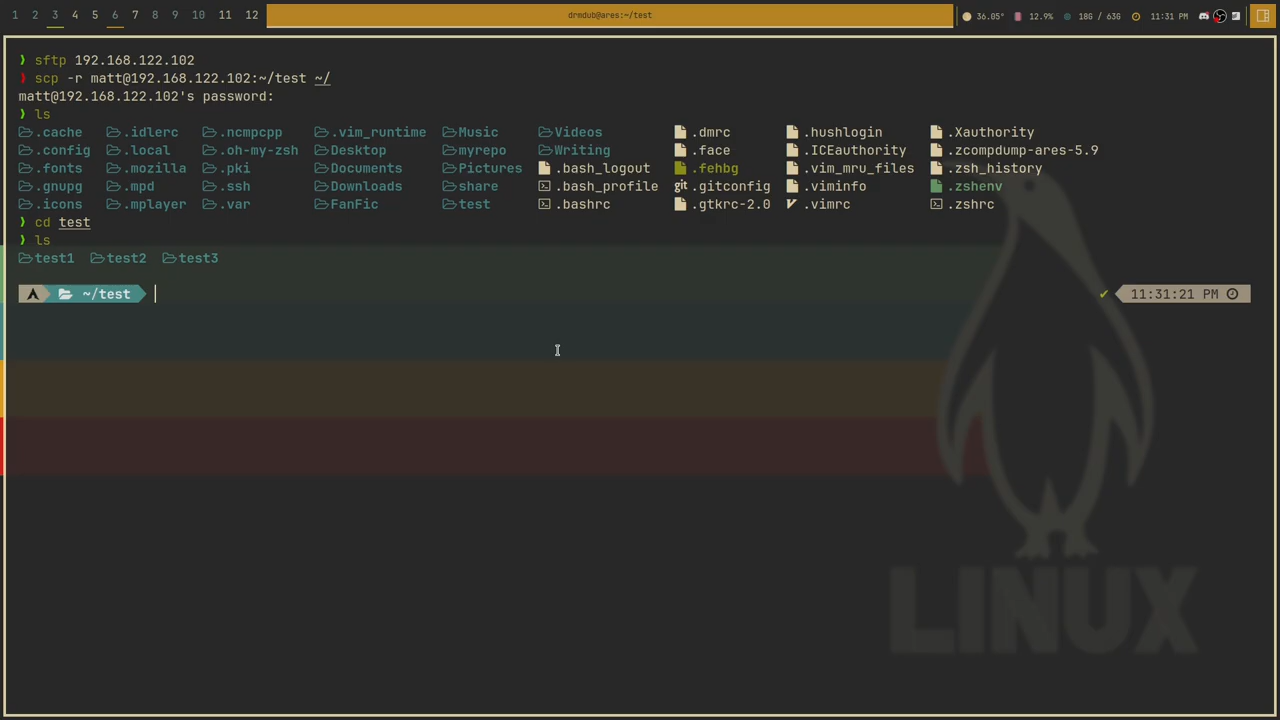 1 2 3 4 5 6 7 8 9 10 11 12 drmdub@ares:~/test 36.05° 12.9% 18G / 63G 11:31 PM
❯ sftp 192.168.122.102
❯ scp -r matt@192.168.122.102:~/test ~/
matt@192.168.122.102's password:
❯ ls
.cache .idlerc .ncmpcpp .vim_runtime Music Videos .dmrc .hushlogin .Xauthority
.config .local .oh-my-zsh Desktop myrepo Writing .face .ICEauthority .zcompdump-ares-5.9
.fonts .mozilla .pki Documents Pictures .bash_logout .fehbg .vim_mru_files .zsh_history
.gnupg .mpd .ssh Downloads share .bash_profile git .gitconfig .viminfo .zshenv
.icons .mplayer .var FanFic test .bashrc .gtkrc-2.0 .vimrc .zshrc
❯ cd test
❯ ls
test1 test2 test3
~/test ✔ 11:31:21 PM
LINUX